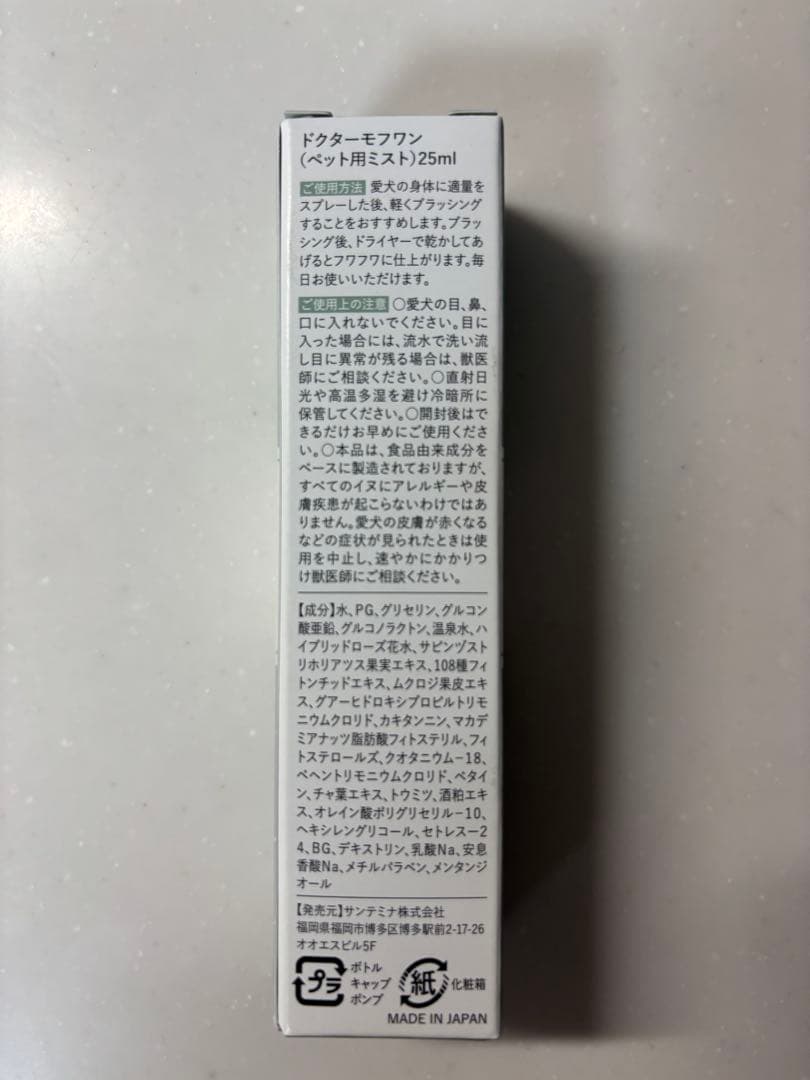 ドクターモフワン
(ペット用ミスト)25ml
ご使用方法 愛犬の身体に適量を
スプレーした後、軽くブラッシング
することをおすすめします。ブラッ
シング後、ドライヤーで乾かしてあ
げるとフワフワに仕上がります。毎
日お使いいただけます。
ご使用上の注意 〇愛犬の目、鼻、
口に入れないでください。目に
入った場合には、流水で洗い流
し目に異常が残る場合は、獣医
師にご相談ください。〇直射日
光や高温多湿を避け冷暗所に
保管してください。〇開封後はで
きるだけお早めにご使用くださ
い。〇本品は、食品由来成分を
ベースに製造されておりますが、
すべてのイヌにアレルギーや皮
膚疾患が起こらないわけではあ
りません。愛犬の皮膚が赤くなる
などの症状が見られたときは使
用を中止し、速やかにかかりつ
け獣医師にご相談ください。
【成分】水、PG、グリセリン、グルコン
酸亜鉛、グルコノラクトン、温泉水、ハ
イブリッドローズ花水、サピンヅスト
リホリアツス果実エキス、108種フィ
トンチッドエキス、ムクロジ果皮エキ
ス、グアーヒドロキシプロピルトリモ
ニウムクロリド、カキタンニン、マカデ
ミアナッツ脂肪酸フィトステリル、フィ
トステロールズ、クオタニウム-18、
ベヘントリモニウムクロリド、ベタイ
ン、チャ葉エキス、トウミツ、酒粕エキ
ス、オレイン酸ポリグリセリル-10、
ヘキシレングリコール、セトレス-2
4、BG、デキストリン、乳酸Na、安息
香酸Na、メチルパラベン、メンタンジ
オール
【発売元】サンテミナ株式会社
福岡県福岡市博多区博多駅前2-17-26
オオエスビル5F
プラ ボトル
キャップ
ポンプ
紙 化粧箱
MADE IN JAPAN